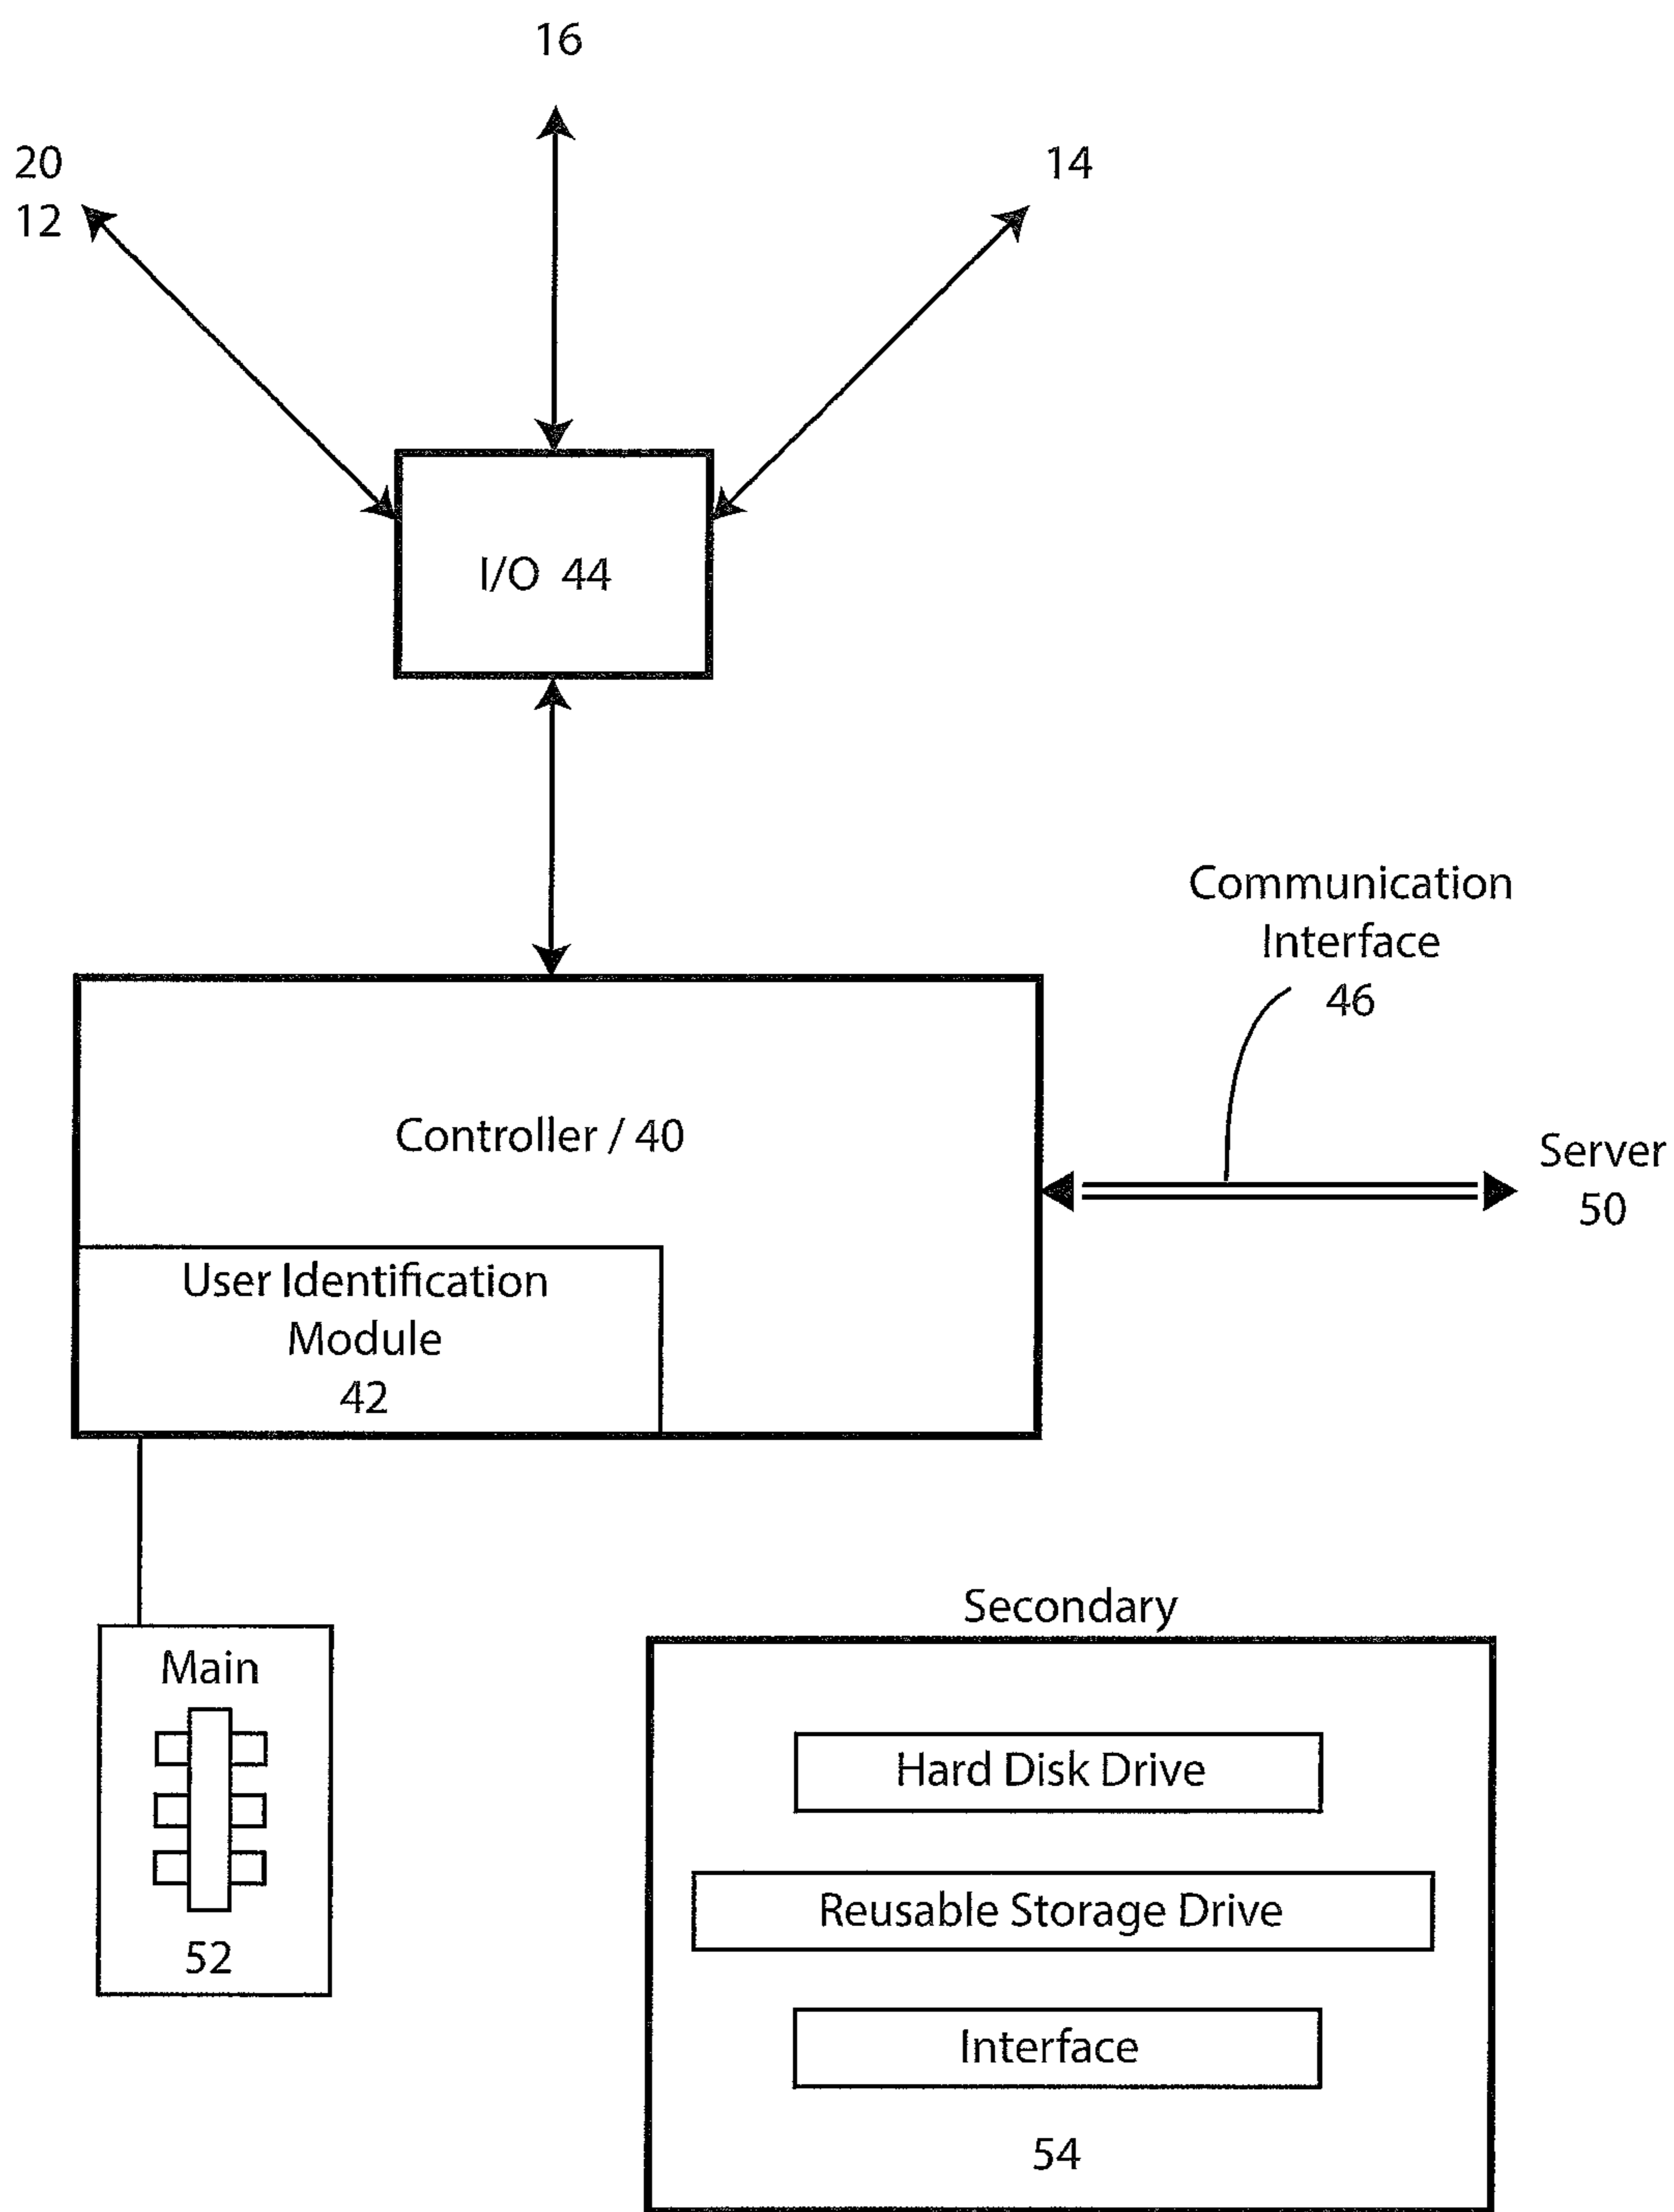 16
20
12
14
I/O 44
Communication
Interface
46
Controller / 40
Server
50
User Identification
Module
42
Secondary
Main
Hard Disk Drive
Reusable Storage Drive
52
Interface
54